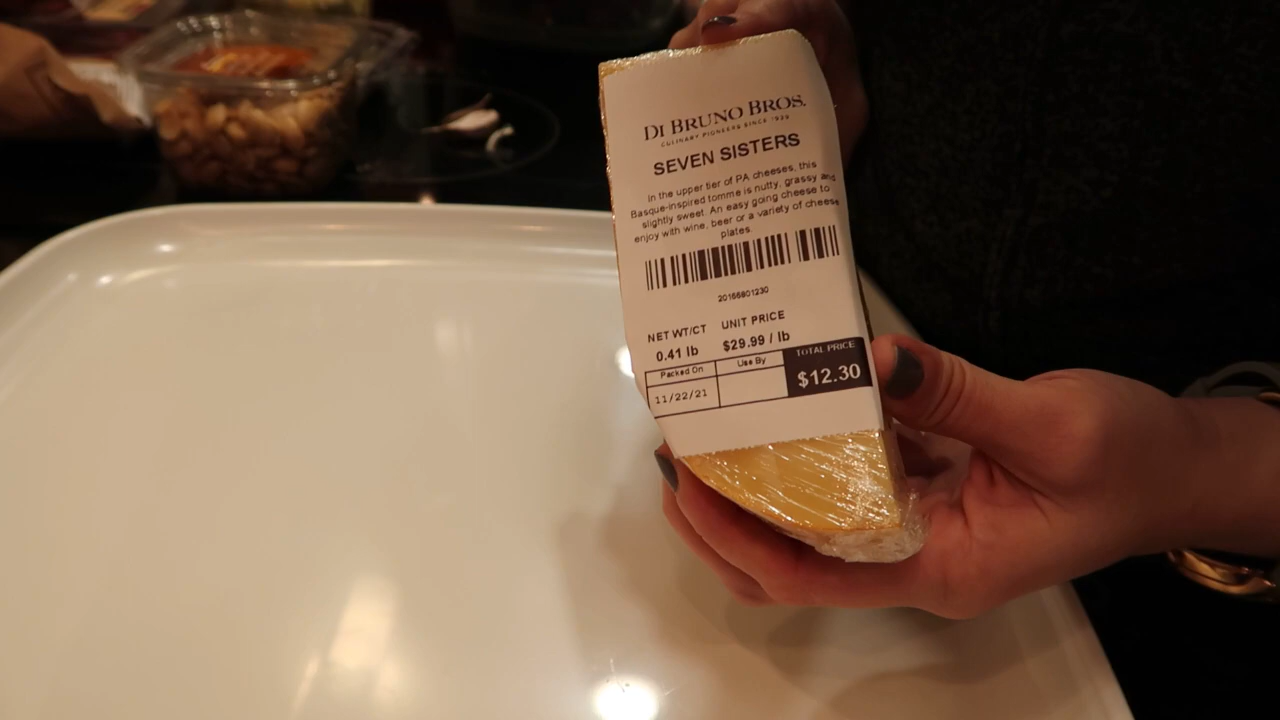 DI BRUNO BROS.
CULINARY PIONEERS SINCE 1939
SEVEN SISTERS
In the upper tier of PA cheeses, this
Basque-inspired tomme is nutty, grassy and
slightly sweet. An easy going cheese to
enjoy with wine, beer or a variety of cheese
plates.
20166801230
NET WT/CT UNIT PRICE
0.41 lb $29.99 / lb
Packed On Use By TOTAL PRICE
11/22/21 $12.30